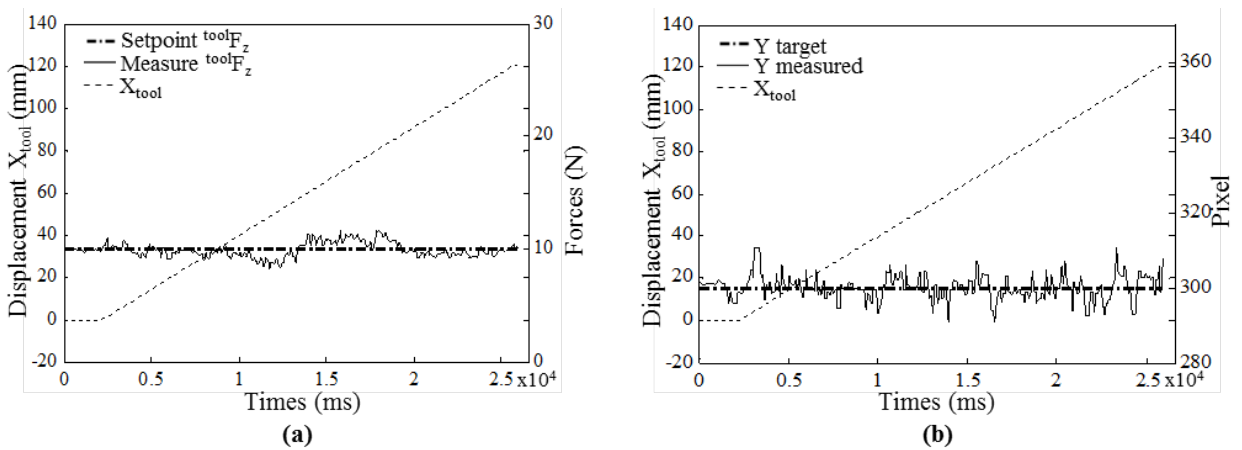 140
120
100
80
60
40
20
0
-20
Displacement X_tool (mm)
Setpoint ^toolF_z
Measure ^toolF_z
X_tool
30
20
10
0
Forces (N)
0 0.5 1 1.5 2 2.5 x10^4
Times (ms)
(a)
140
120
100
80
60
40
20
0
-20
Displacement X_tool (mm)
Y target
Y measured
X_tool
360
340
320
300
280
Pixel
0 0.5 1 1.5 2 2.5 x10^4
Times (ms)
(b)